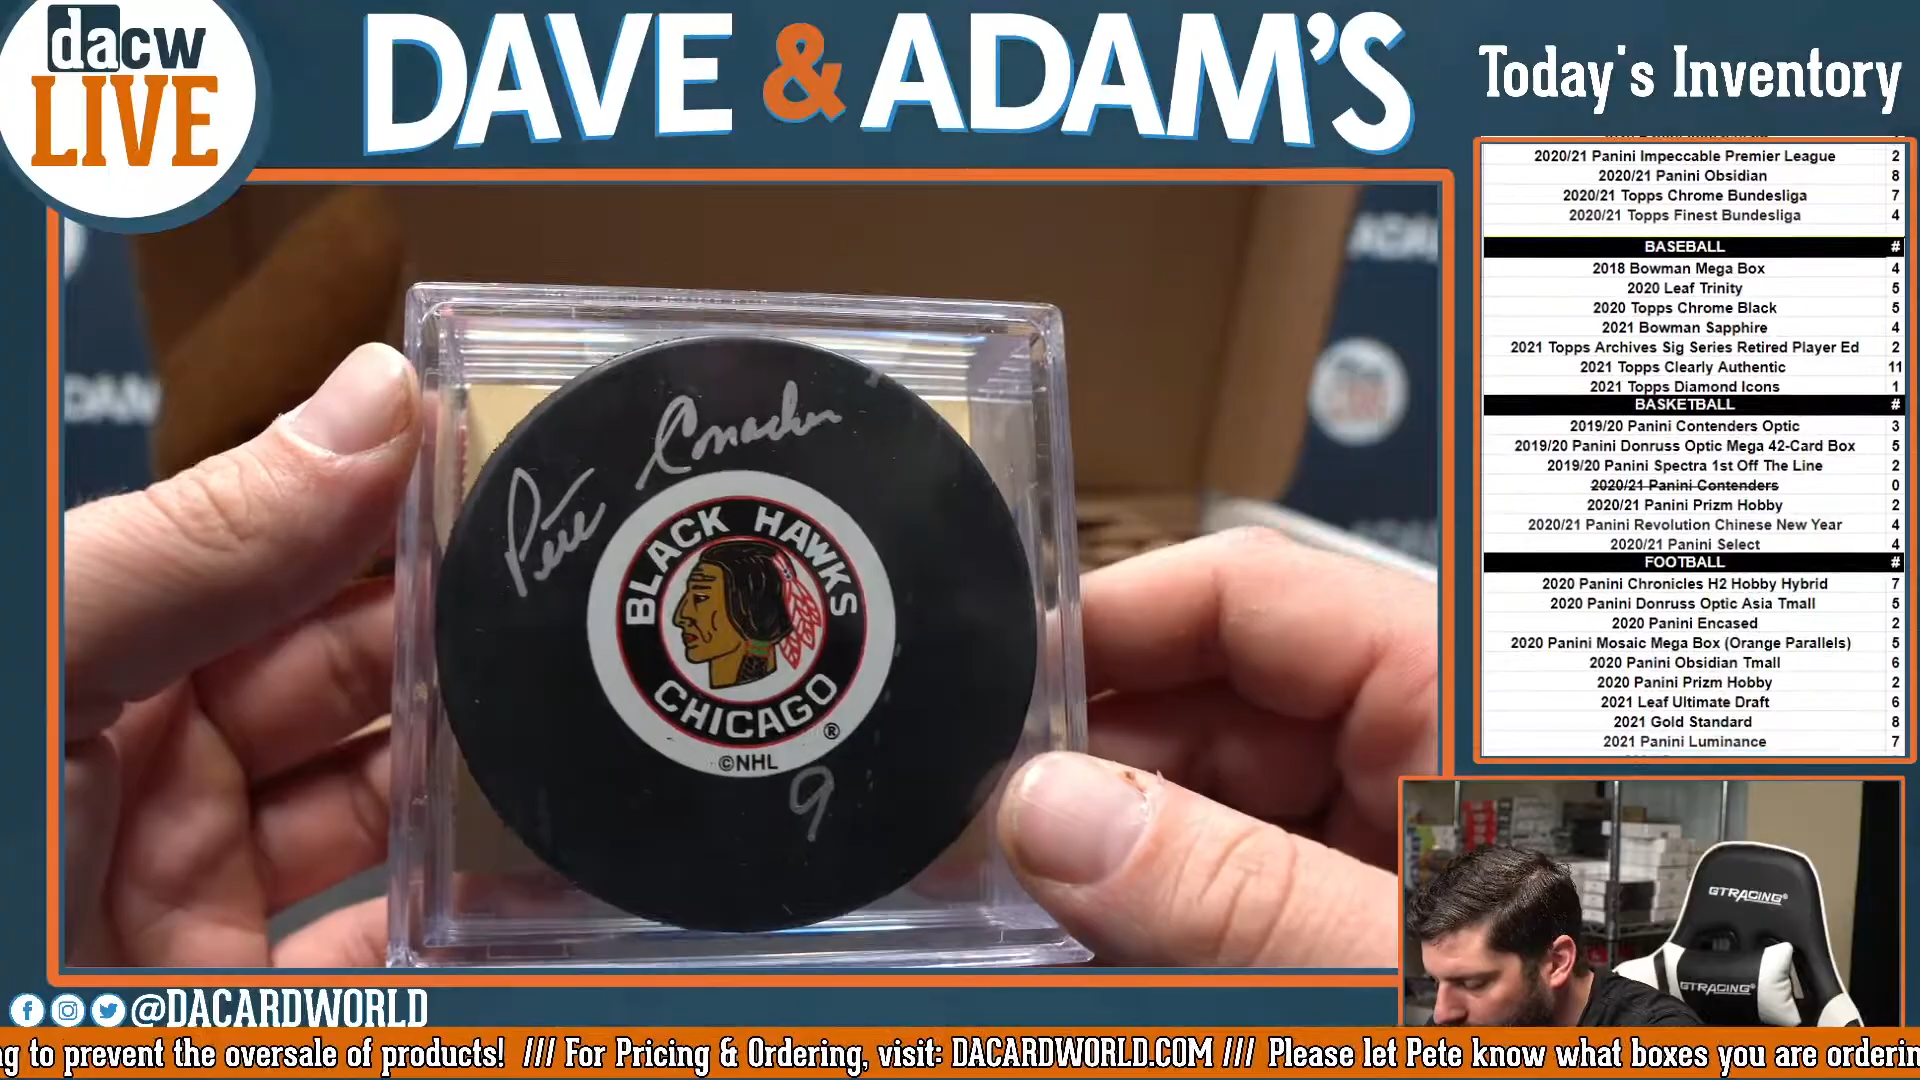 dacw
LIVE
DAVE & ADAM'S
Today's Inventory
2020/21 Panini Impeccable Premier League 2
2020/21 Panini Obsidian 8
2020/21 Topps Chrome Bundesliga 7
2020/21 Topps Finest Bundesliga 4
BASEBALL #
2018 Bowman Mega Box 4
2020 Leaf Trinity 5
2020 Topps Chrome Black 5
2021 Bowman Sapphire 4
2021 Topps Archives Sig Series Retired Player Ed 2
2021 Topps Clearly Authentic 11
2021 Topps Diamond Icons 1
BASKETBALL #
2019/20 Panini Contenders Optic 3
2019/20 Panini Donruss Optic Mega 42-Card Box 5
2019/20 Panini Spectra 1st Off The Line 2
2020/21 Panini Contenders 0
2020/21 Panini Prizm Hobby 2
2020/21 Panini Revolution Chinese New Year 4
2020/21 Panini Select 4
FOOTBALL #
2020 Panini Chronicles H2 Hobby Hybrid 7
2020 Panini Donruss Optic Asia Tmall 5
2020 Panini Encased 2
2020 Panini Mosaic Mega Box (Orange Parallels) 5
2020 Panini Obsidian Tmall 6
2020 Panini Prizm Hobby 2
2021 Leaf Ultimate Draft 6
2021 Gold Standard 8
2021 Panini Luminance 7
Pete Conacher
BLACK HAWKS
CHICAGO
®
©NHL
9
GTRACING
GTRACING
@DACARDWORLD
to prevent the oversale of products! /// For Pricing & Ordering, visit: DACARDWORLD.COM /// Please let Pete know what boxes you are